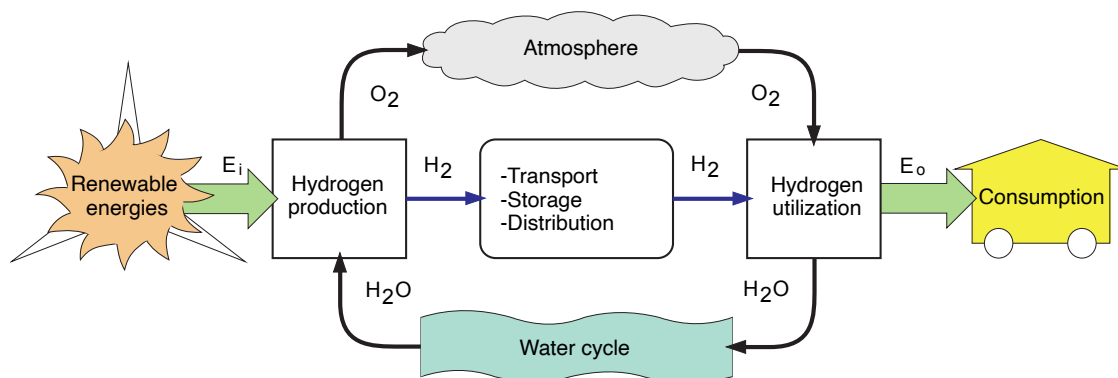 Atmosphere
O2
O2
Ei
H2
H2
Eo
Renewable
energies
Hydrogen
production
-Transport
-Storage
-Distribution
Hydrogen
utilization
Consumption
H2O
H2O
Water cycle